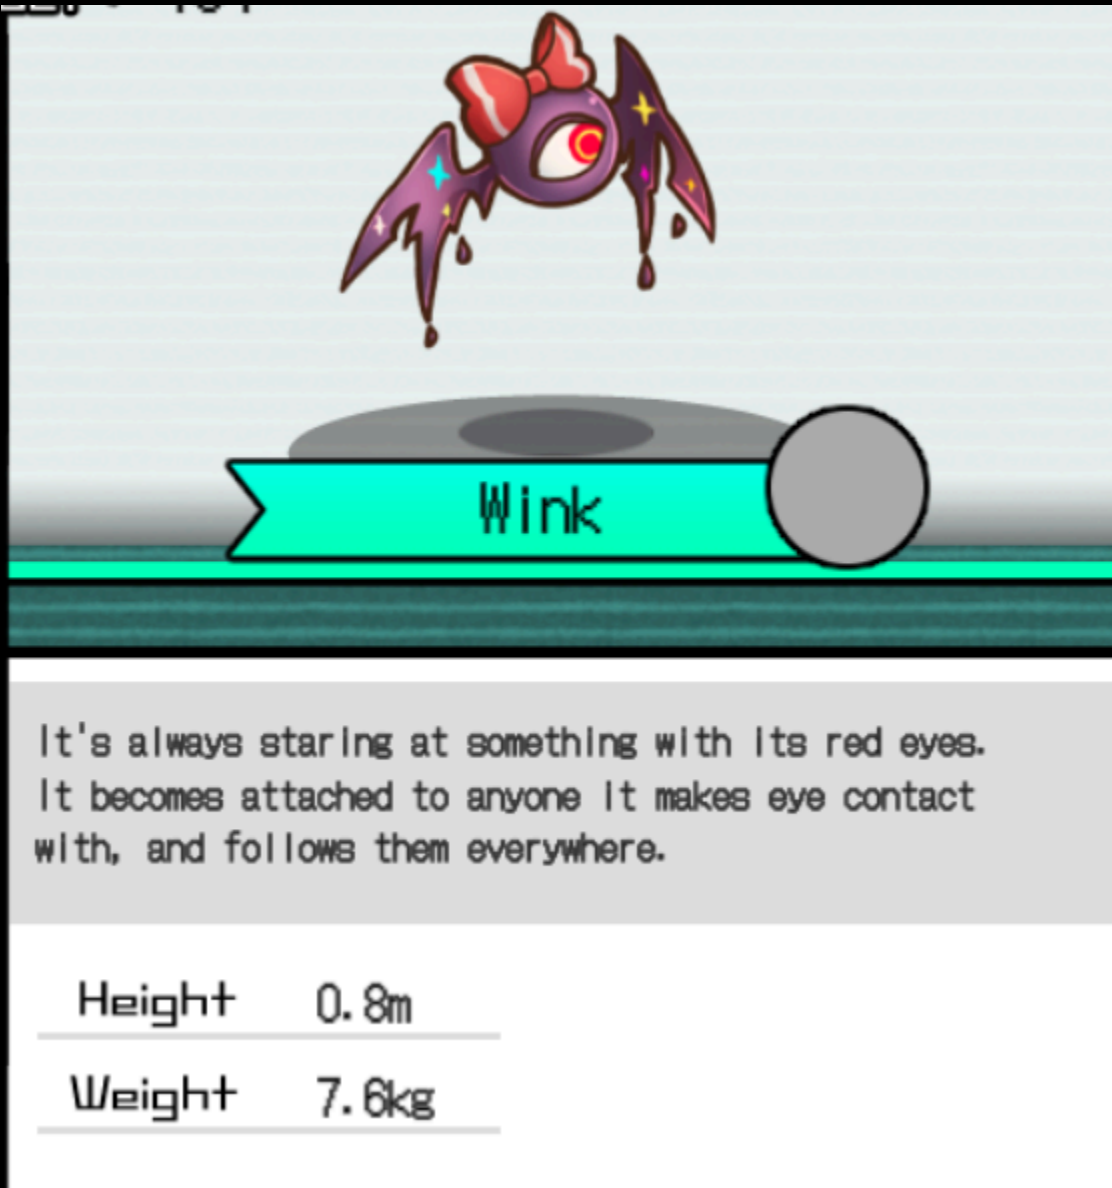 Wink
It's always staring at something with its red eyes.
It becomes attached to anyone it makes eye contact
with, and follows them everywhere.
Height 0.8m
Weight 7.6kg